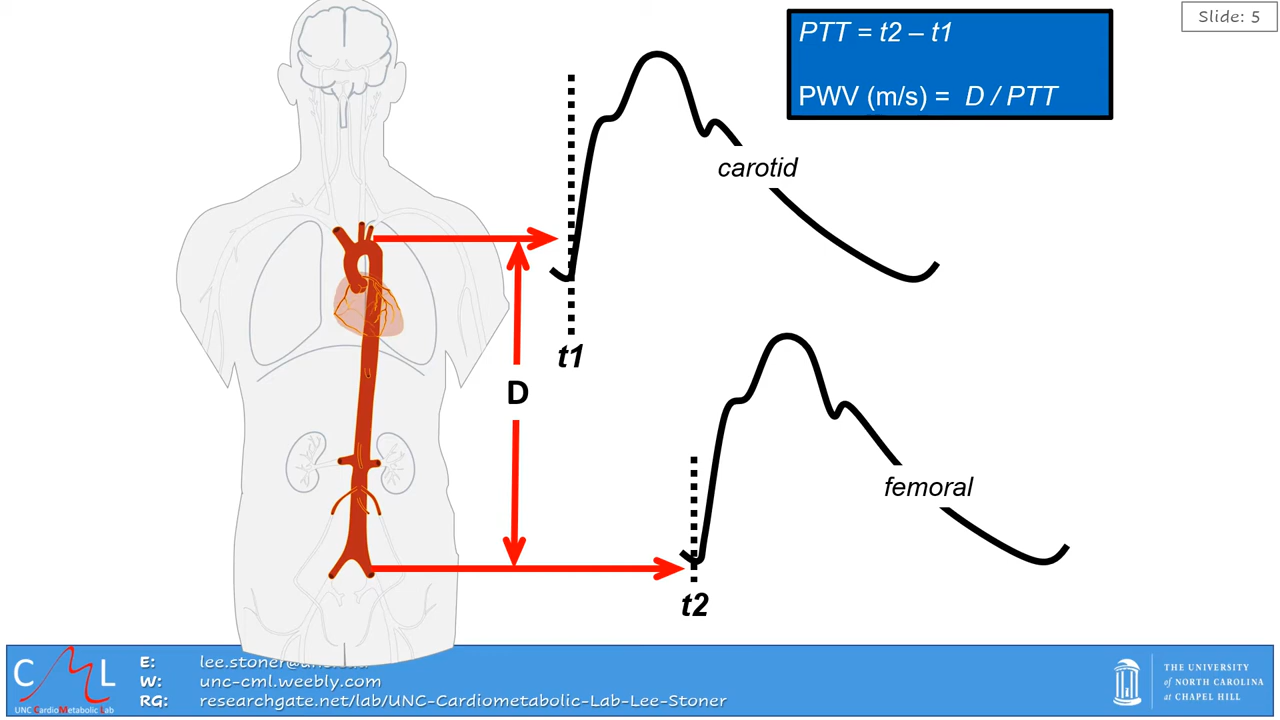 Slide: 5
PTT = t2 – t1
PWV (m/s) = D / PTT
carotid
t1
D
femoral
t2
CML
UNC CardioMetabolic Lab
E:
W: unc-cml.weebly.com
RG: researchgate.net/lab/UNC-Cardiometabolic-Lab-Lee-Stoner
THE UNIVERSITY
of NORTH CAROLINA
at CHAPEL HILL